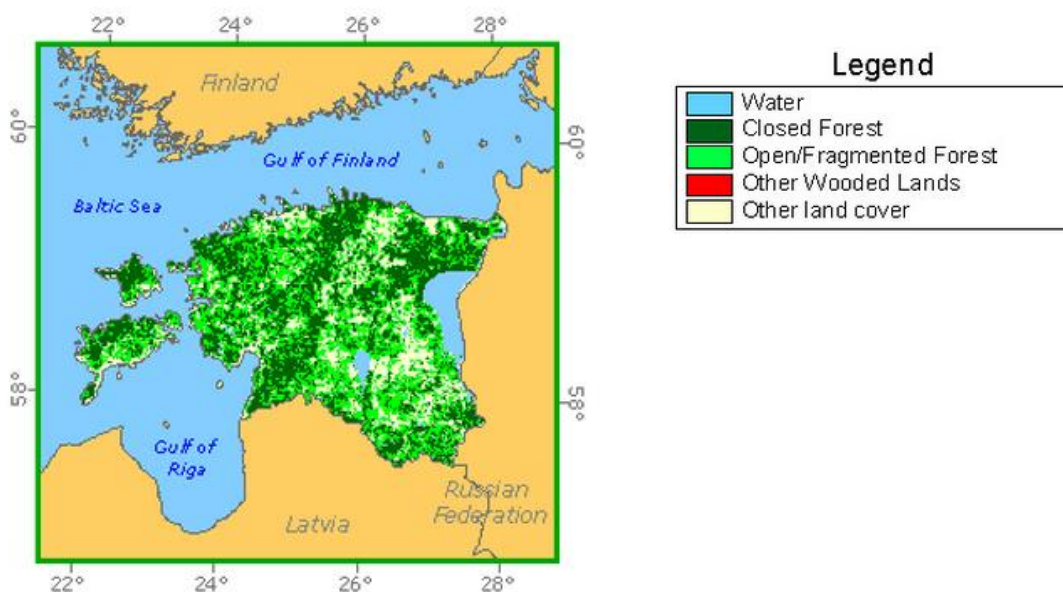 22° 24° 26° 28°
Legend
Finland
Water
60°
Closed Forest
60°
Gulf of Finland
Open/Fragmented Forest
Baltic Sea
Other Wooded Lands
Other land cover
58°
58°
Gulf of
Riga
Russian
Federation
Latvia
22° 24° 26° 28°